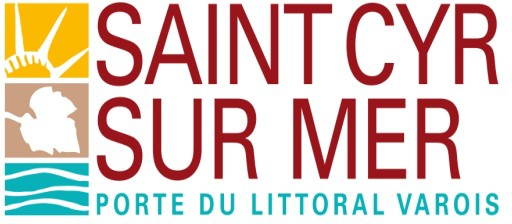 SAINT CYR
SUR MER
PORTE DU LITTORAL VAROIS